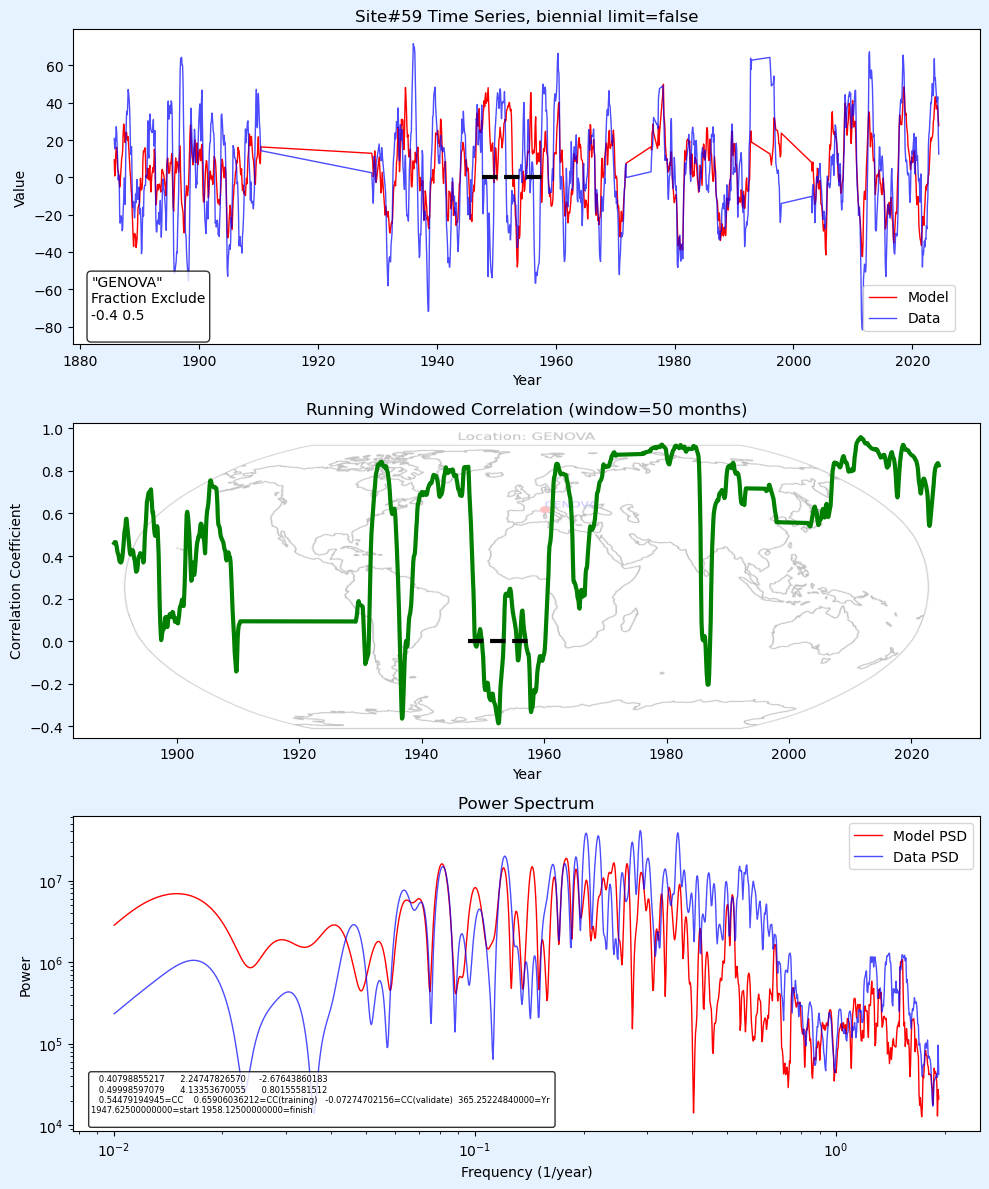 Site#59 Time Series, biennial limit=false
Value
60
40
20
0
−20
−40
−60
−80
"GENOVA"
Fraction Exclude
-0.4 0.5
Model
Data
1880 1900 1920 1940 1960 1980 2000 2020
Year
Running Windowed Correlation (window=50 months)
Location: GENOVA
GENOVA
Correlation Coefficient
1.0
0.8
0.6
0.4
0.2
0.0
−0.2
−0.4
1900 1920 1940 1960 1980 2000 2020
Year
Power Spectrum
Model PSD
Data PSD
Power
10⁷
10⁶
10⁵
10⁴
0.40798855217 2.24747826570 -2.67643860183
0.49998597079 4.13353670055 0.80155581512
0.54479194945=CC 0.65906036212=CC(training) -0.07274702156=CC(validate) 365.25224840000=Yr
1947.62500000000=start 1958.12500000000=finish
10⁻² 10⁻¹ 10⁰
Frequency (1/year)